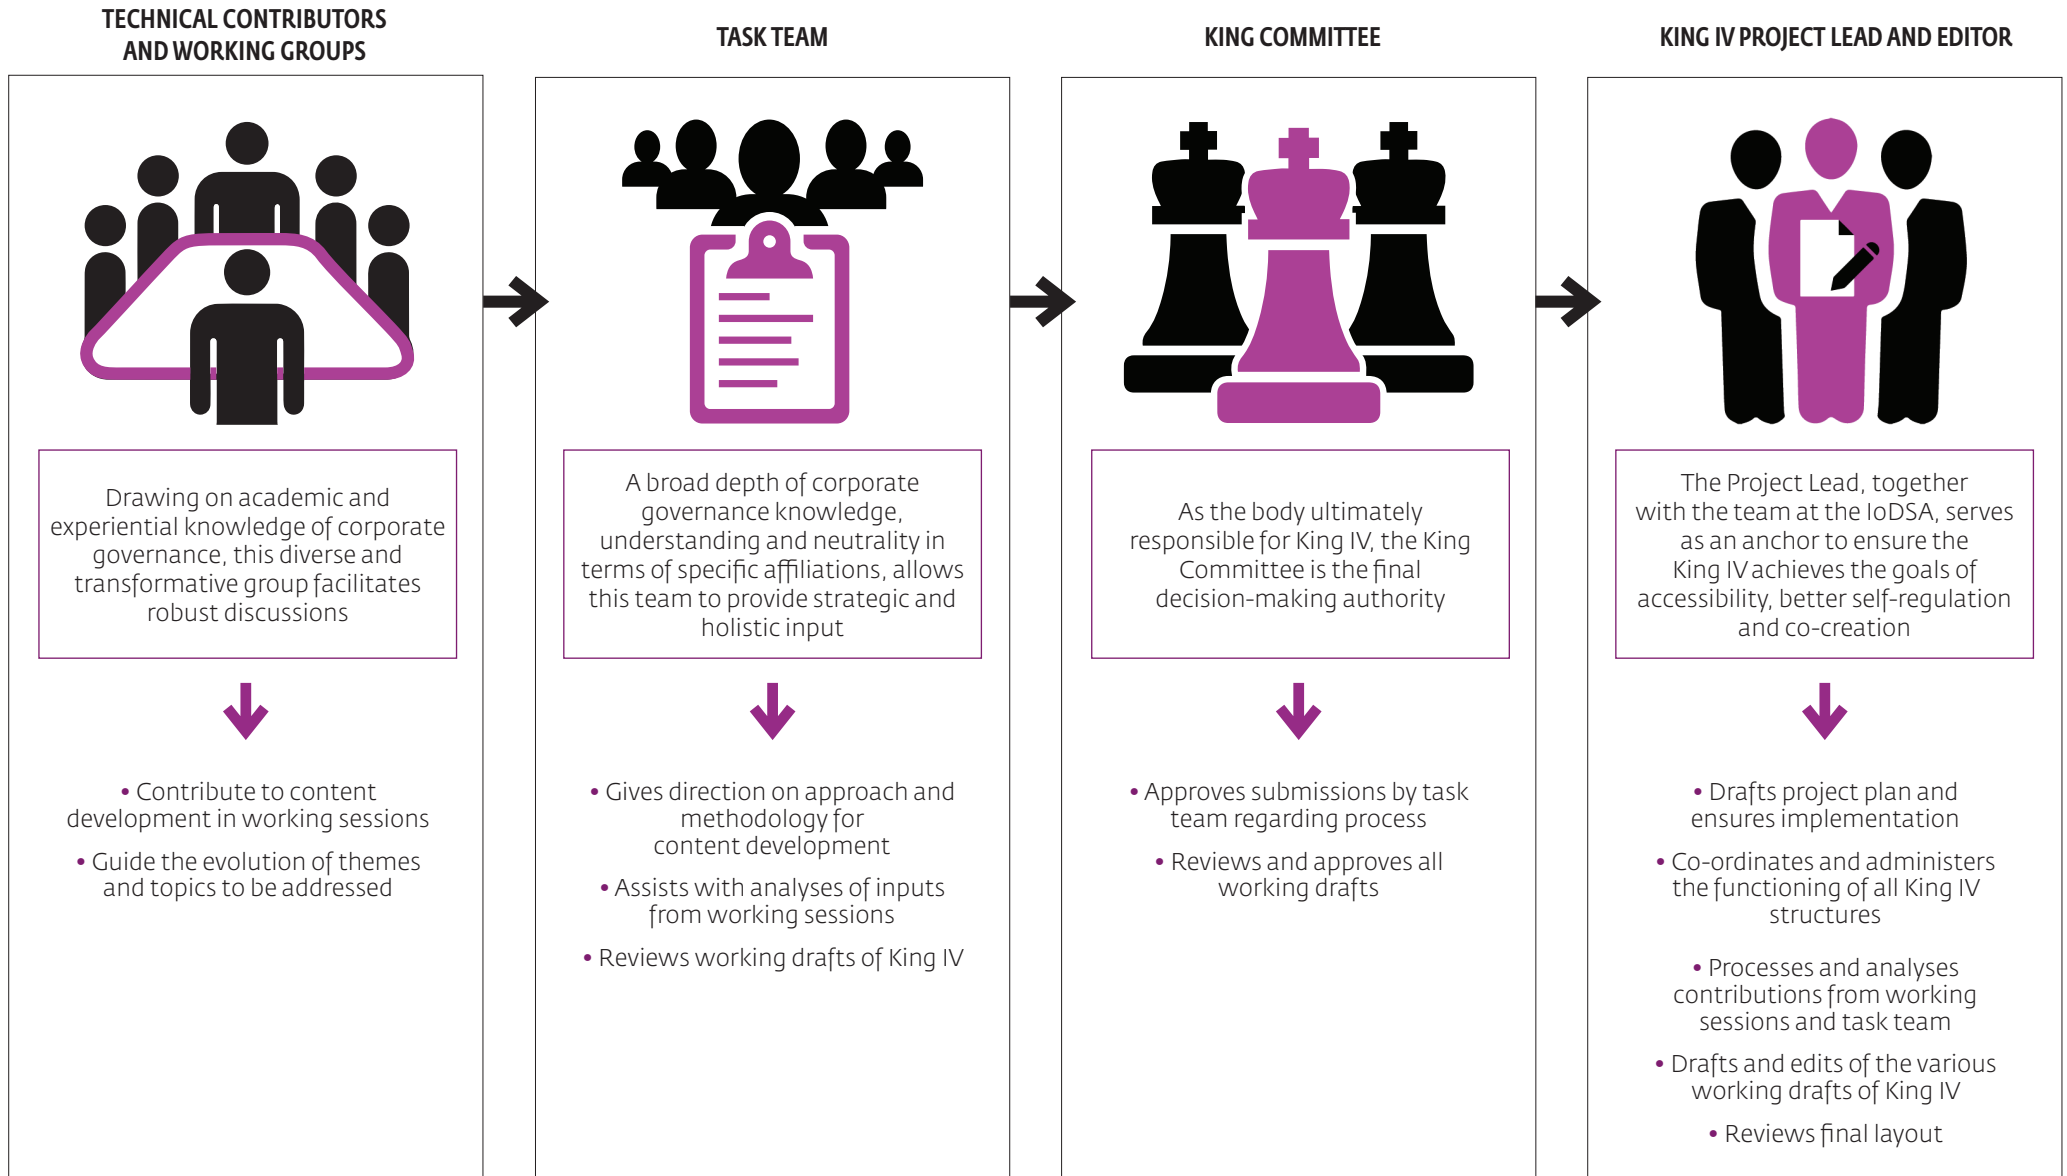 TECHNICAL CONTRIBUTORS
AND WORKING GROUPS
Drawing on academic and
experiential knowledge of corporate
governance, this diverse and
transformative group facilitates
robust discussions
• Contribute to content
development in working sessions
• Guide the evolution of themes
and topics to be addressed
TASK TEAM
A broad depth of corporate
governance knowledge,
understanding and neutrality in
terms of specific affiliations, allows
this team to provide strategic and
holistic input
• Gives direction on approach and
methodology for
content development
• Assists with analyses of inputs
from working sessions
• Reviews working drafts of King IV
KING COMMITTEE
As the body ultimately
responsible for King IV, the King
Committee is the final
decision-making authority
• Approves submissions by task
team regarding process
• Reviews and approves all
working drafts
KING IV PROJECT LEAD AND EDITOR
The Project Lead, together
with the team at the IoDSA, serves
as an anchor to ensure the
King IV achieves the goals of
accessibility, better self-regulation
and co-creation
• Drafts project plan and
ensures implementation
• Co-ordinates and administers
the functioning of all King IV
structures
• Processes and analyses
contributions from working
sessions and task team
• Drafts and edits of the various
working drafts of King IV
• Reviews final layout